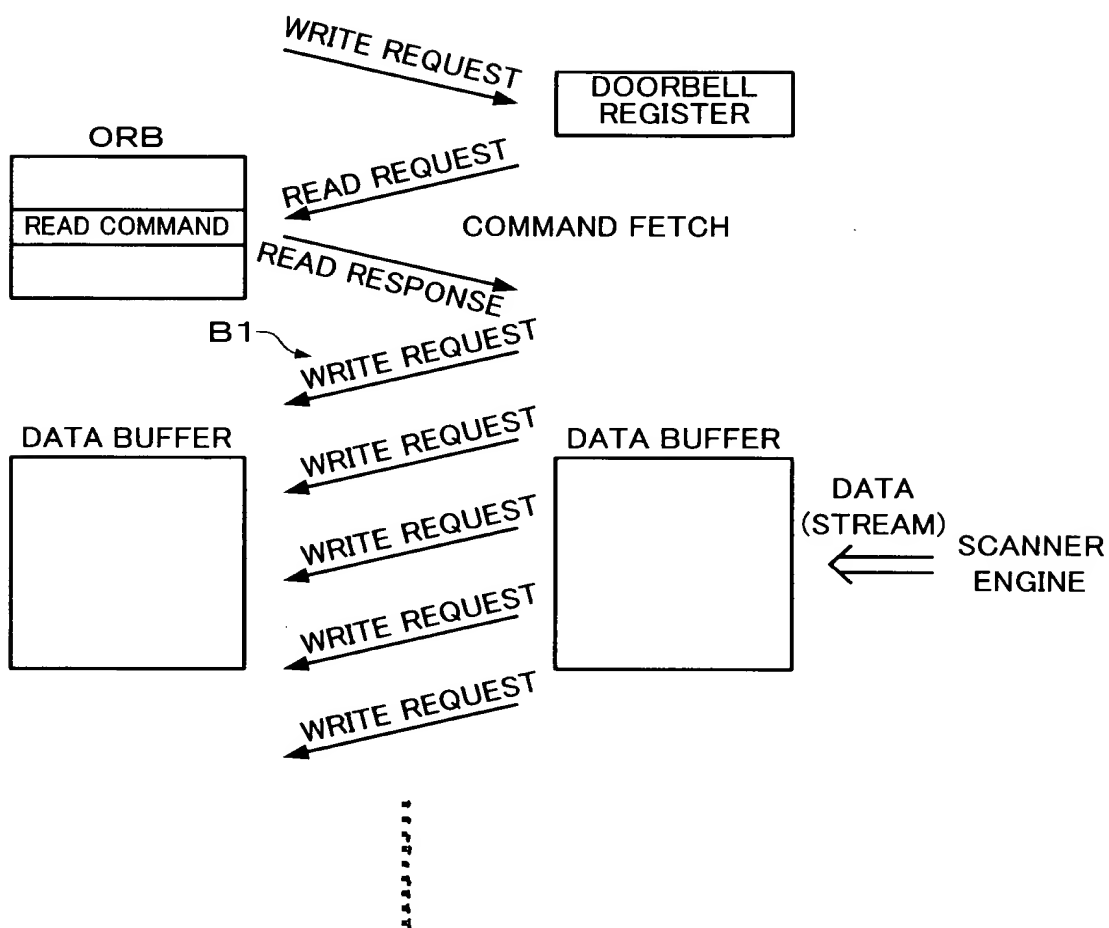 WRITE REQUEST
DOORBELL
REGISTER
ORB
READ REQUEST
READ COMMAND
COMMAND FETCH
READ RESPONSE
B1
WRITE REQUEST
DATA BUFFER
WRITE REQUEST
DATA BUFFER
WRITE REQUEST
DATA
(STREAM)
SCANNER
ENGINE
WRITE REQUEST
WRITE REQUEST